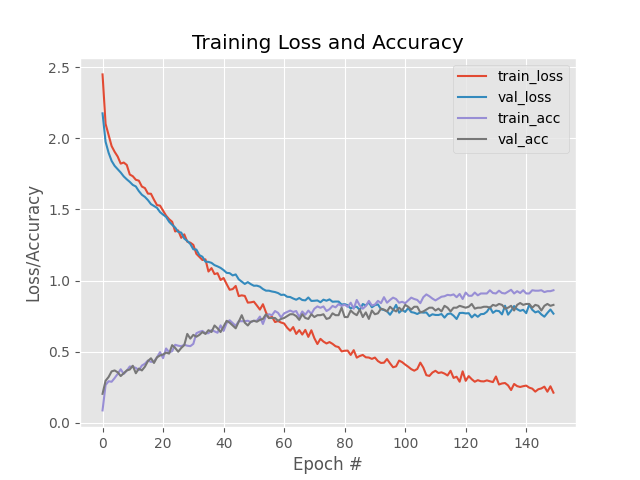 Training Loss and Accuracy
train_loss
val_loss
train_acc
val_acc
2.5
2.0
1.5
1.0
0.5
0.0
Loss/Accuracy
0 20 40 60 80 100 120 140
Epoch #